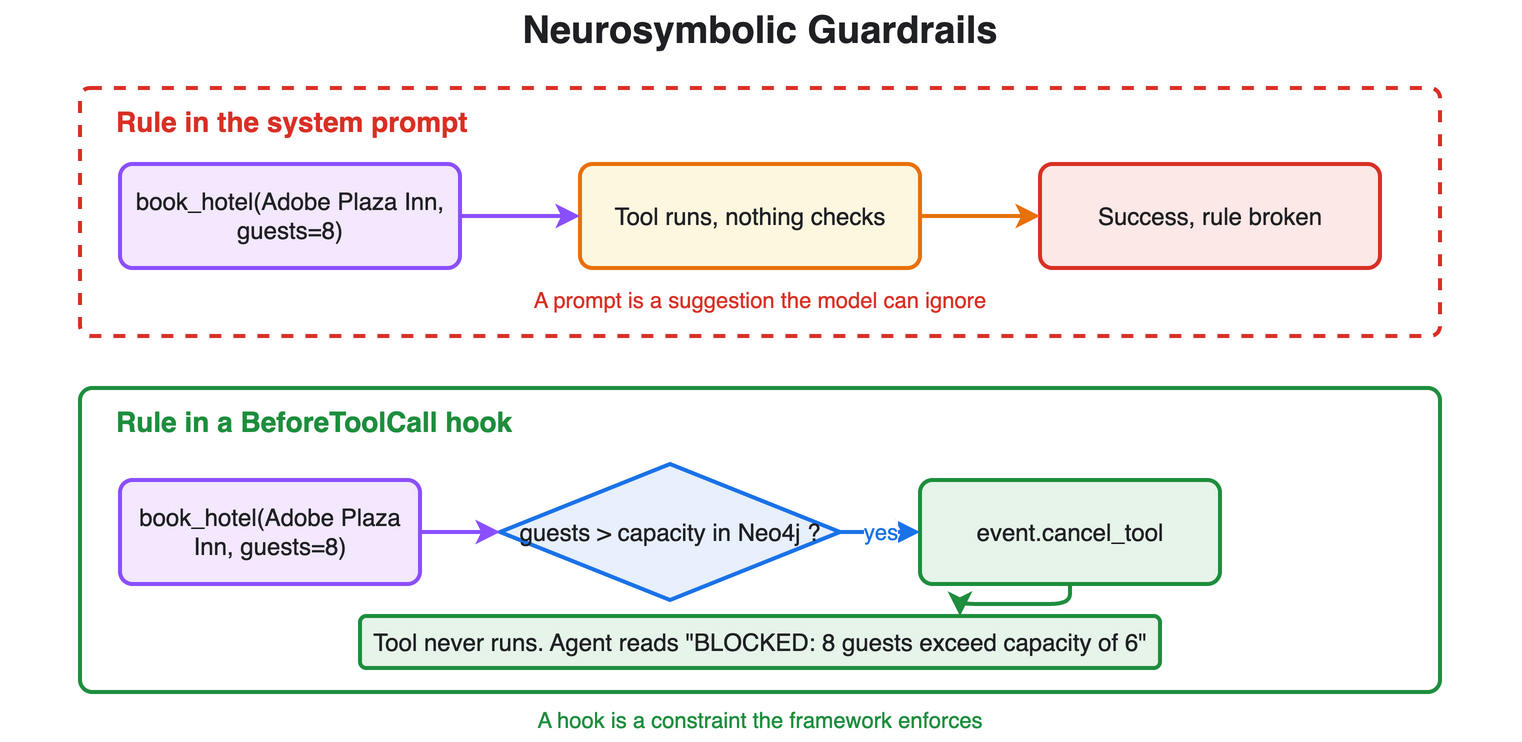 Neurosymbolic Guardrails
Rule in the system prompt
book_hotel(Adobe Plaza Inn,
guests=8)
Tool runs, nothing checks
Success, rule broken
A prompt is a suggestion the model can ignore
Rule in a BeforeToolCall hook
book_hotel(Adobe Plaza
Inn, guests=8)
guests > capacity in Neo4j ?
yes
event.cancel_tool
Tool never runs. Agent reads "BLOCKED: 8 guests exceed capacity of 6"
A hook is a constraint the framework enforces